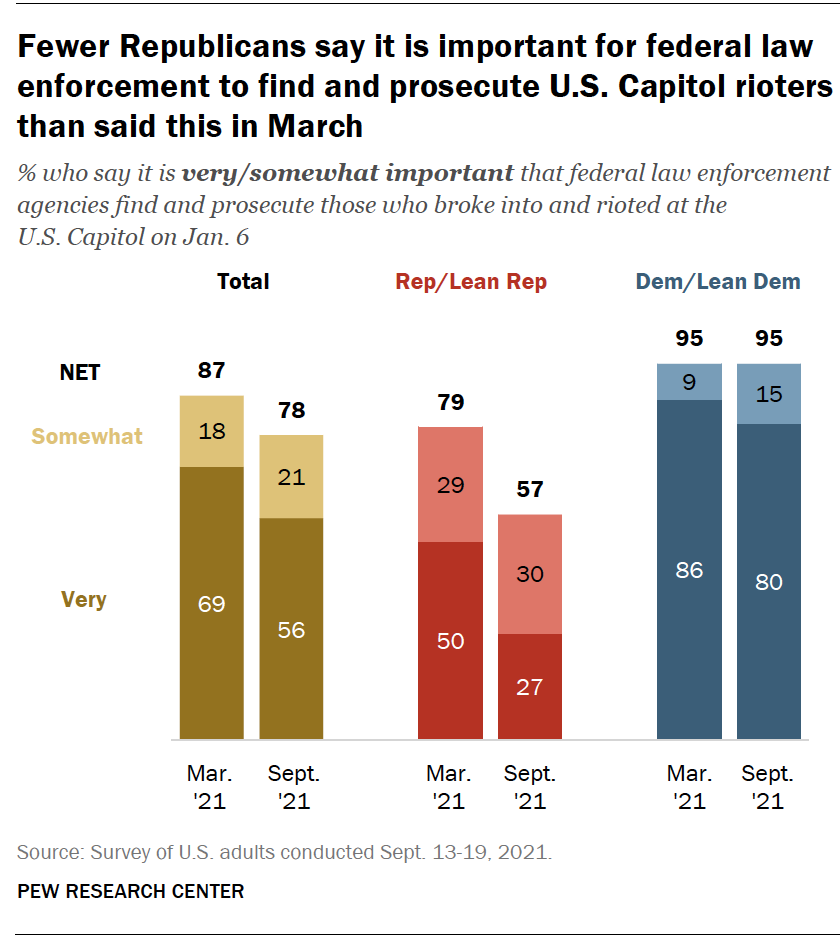 Fewer Republicans say it is important for federal law
enforcement to find and prosecute U.S. Capitol rioters
than said this in March
% who say it is very/somewhat important that federal law enforcement
agencies find and prosecute those who broke into and rioted at the
U.S. Capitol on Jan. 6
Total Rep/Lean Rep Dem/Lean Dem
95 95
NET 87
79
78
9
15
Somewhat 18
21
29
57
30
86
80
Very 69
56
50
27
Mar. Sept. Mar. Sept. Mar. Sept.
'21 '21 '21 '21 '21 '21
Source: Survey of U.S. adults conducted Sept. 13-19, 2021.
PEW RESEARCH CENTER